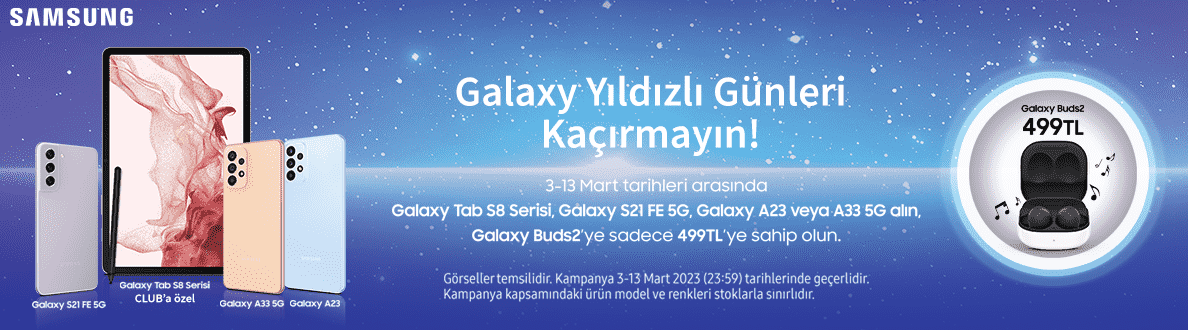 SAMSUNG
Galaxy Yıldızlı Günleri
Kaçırmayın!
3-13 Mart tarihleri arasında
Galaxy Tab S8 Serisi, Galaxy S21 FE 5G, Galaxy A23 veya A33 5G alın,
Galaxy Buds2'ye sadece 499TL'ye sahip olun.
Görseller temsilidir. Kampanya 3-13 Mart 2023 (23:59) tarihlerinde geçerlidir.
Kampanya kapsamındaki ürün model ve renkleri stoklarla sınırlıdır.
Galaxy S21 FE 5G
Galaxy Tab S8 Serisi
CLUB'a özel
Galaxy A33 5G
Galaxy A23
Galaxy Buds2
499TL